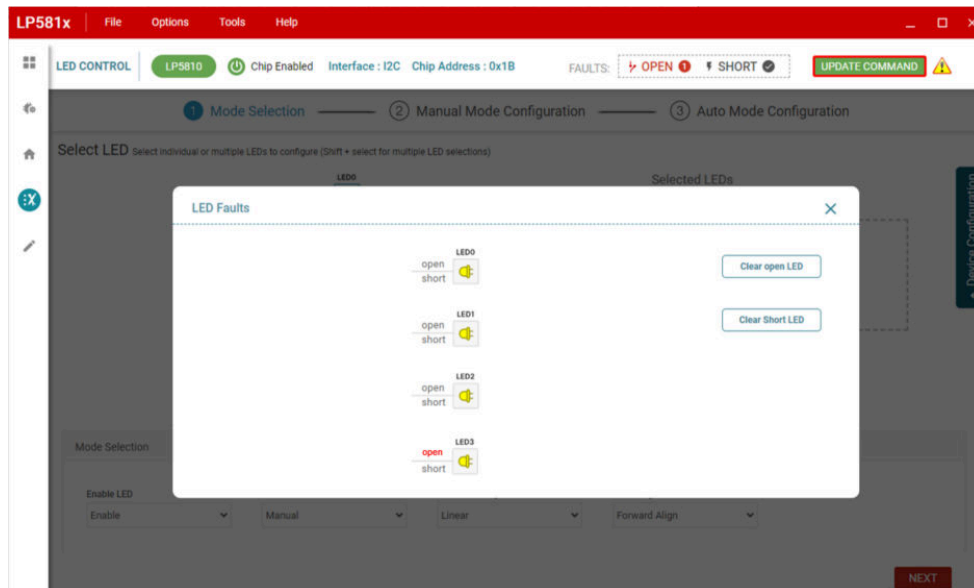 LP581x File Options Tools Help
LED CONTROL LP5810 Chip Enabled Interface : I2C Chip Address : 0x1B FAULTS: OPEN 1 SHORT UPDATE COMMAND
1 Mode Selection 2 Manual Mode Configuration 3 Auto Mode Configuration
Select LED Select individual or multiple LEDs to configure (Shift + select for multiple LED selections)
LED0 Selected LEDs
Device Configuration
LED Faults
LED0
open
short
Clear open LED
LED1
open
short
Clear Short LED
LED2
open
short
LED3
open
short
Mode Selection
Enable LED
Enable Manual Linear Forward Align
NEXT